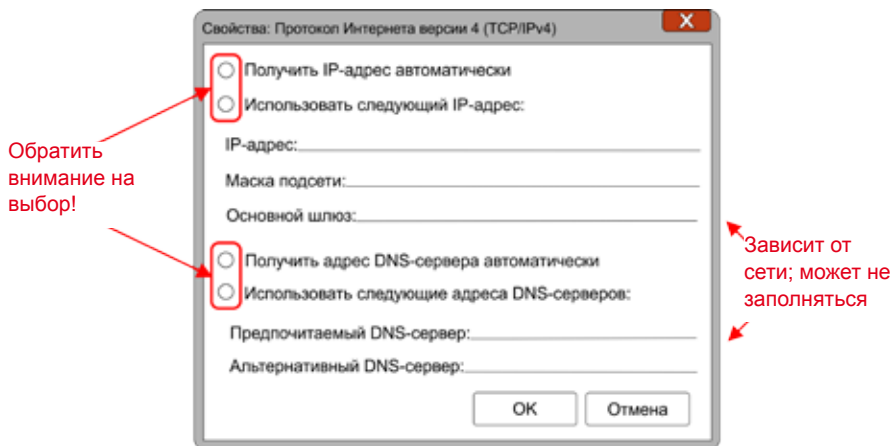 Свойства: Протокол Интернета версии 4 (TCP/IPv4)
X
Получить IP-адрес автоматически
Использовать следующий IP-адрес:
IP-адрес:
Маска подсети:
Основной шлюз:
Получить адрес DNS-сервера автоматически
Использовать следующие адреса DNS-серверов:
Предпочитаемый DNS-сервер:
Альтернативный DNS-сервер:
OK
Отмена
Обратить
внимание на
выбор!
Зависит от
сети; может не
заполняться